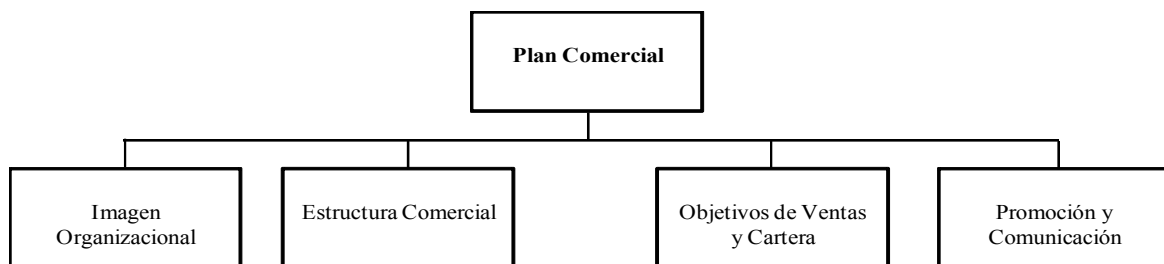 Plan Comercial
Imagen
Organizacional
Estructura Comercial
Objetivos de Ventas
y Cartera
Promoción y
Comunicación